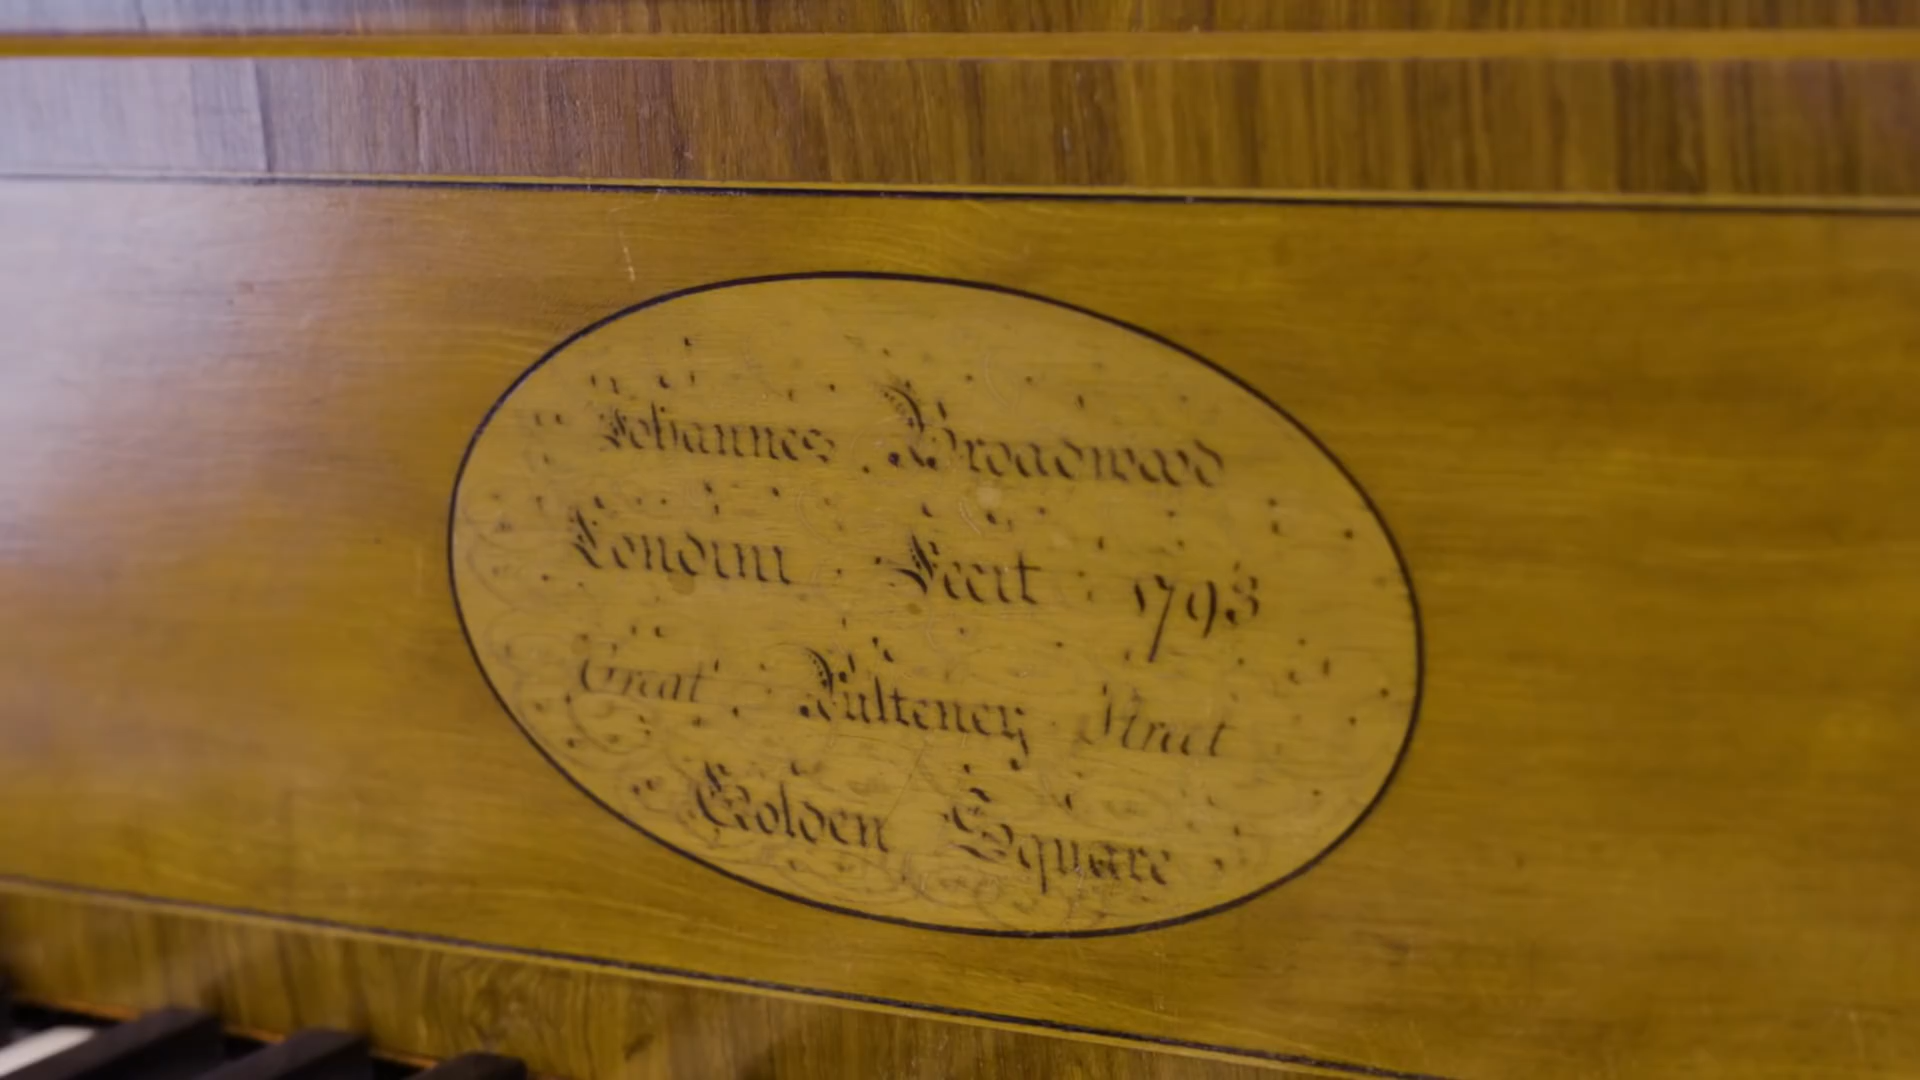 Johannes Broadwood
Londini Fecit 1793
Great Pulteney Street
Golden Square